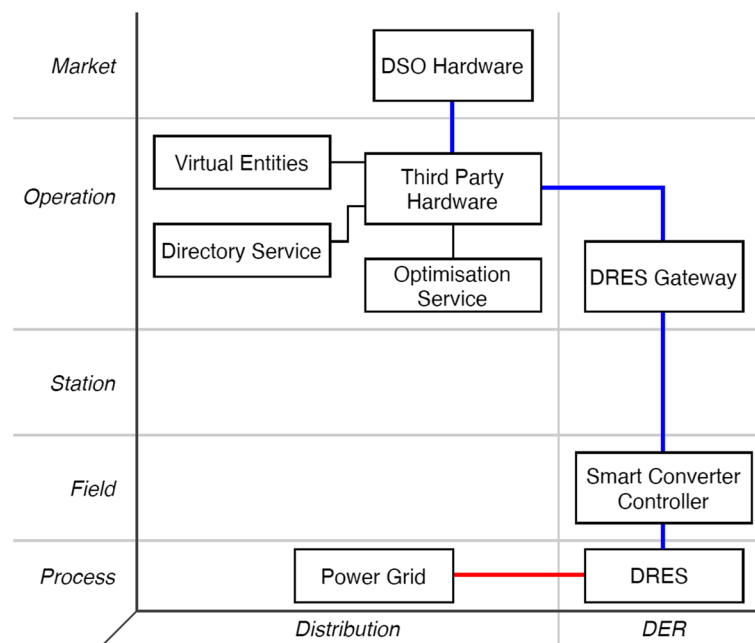 Market
DSO Hardware
Operation
Virtual Entities
Third Party
Hardware
Directory Service
Optimisation
Service
DRES Gateway
Station
Field
Smart Converter
Controller
Process
Power Grid
DRES
Distribution
DER